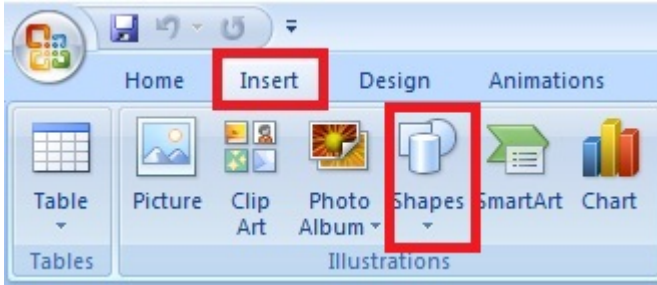 Home Insert Design Animations
Table Picture Clip Art Photo Album Shapes SmartArt Chart
Tables Illustrations